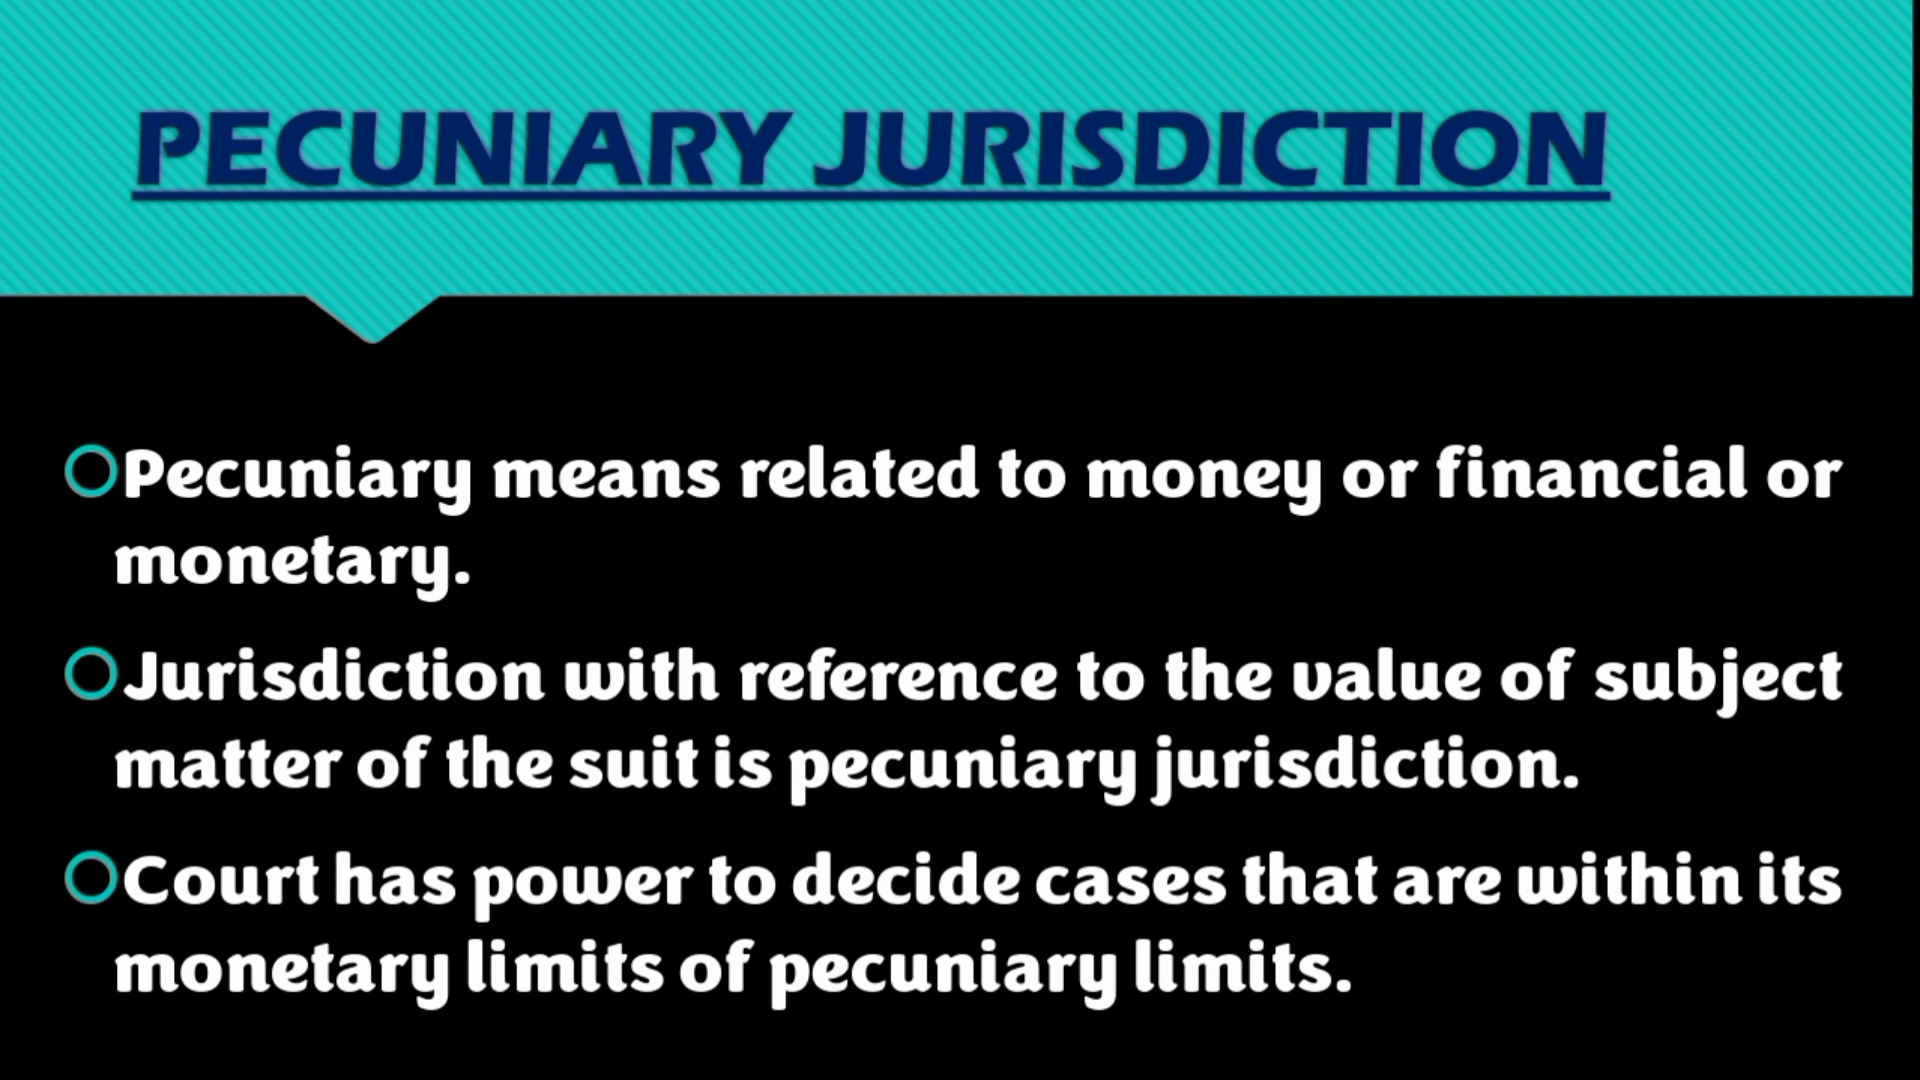 PECUNIARY JURISDICTION
Pecuniary means related to money or financial or
monetary.
Jurisdiction with reference to the value of subject
matter of the suit is pecuniary jurisdiction.
Court has power to decide cases that are within its
monetary limits of pecuniary limits.